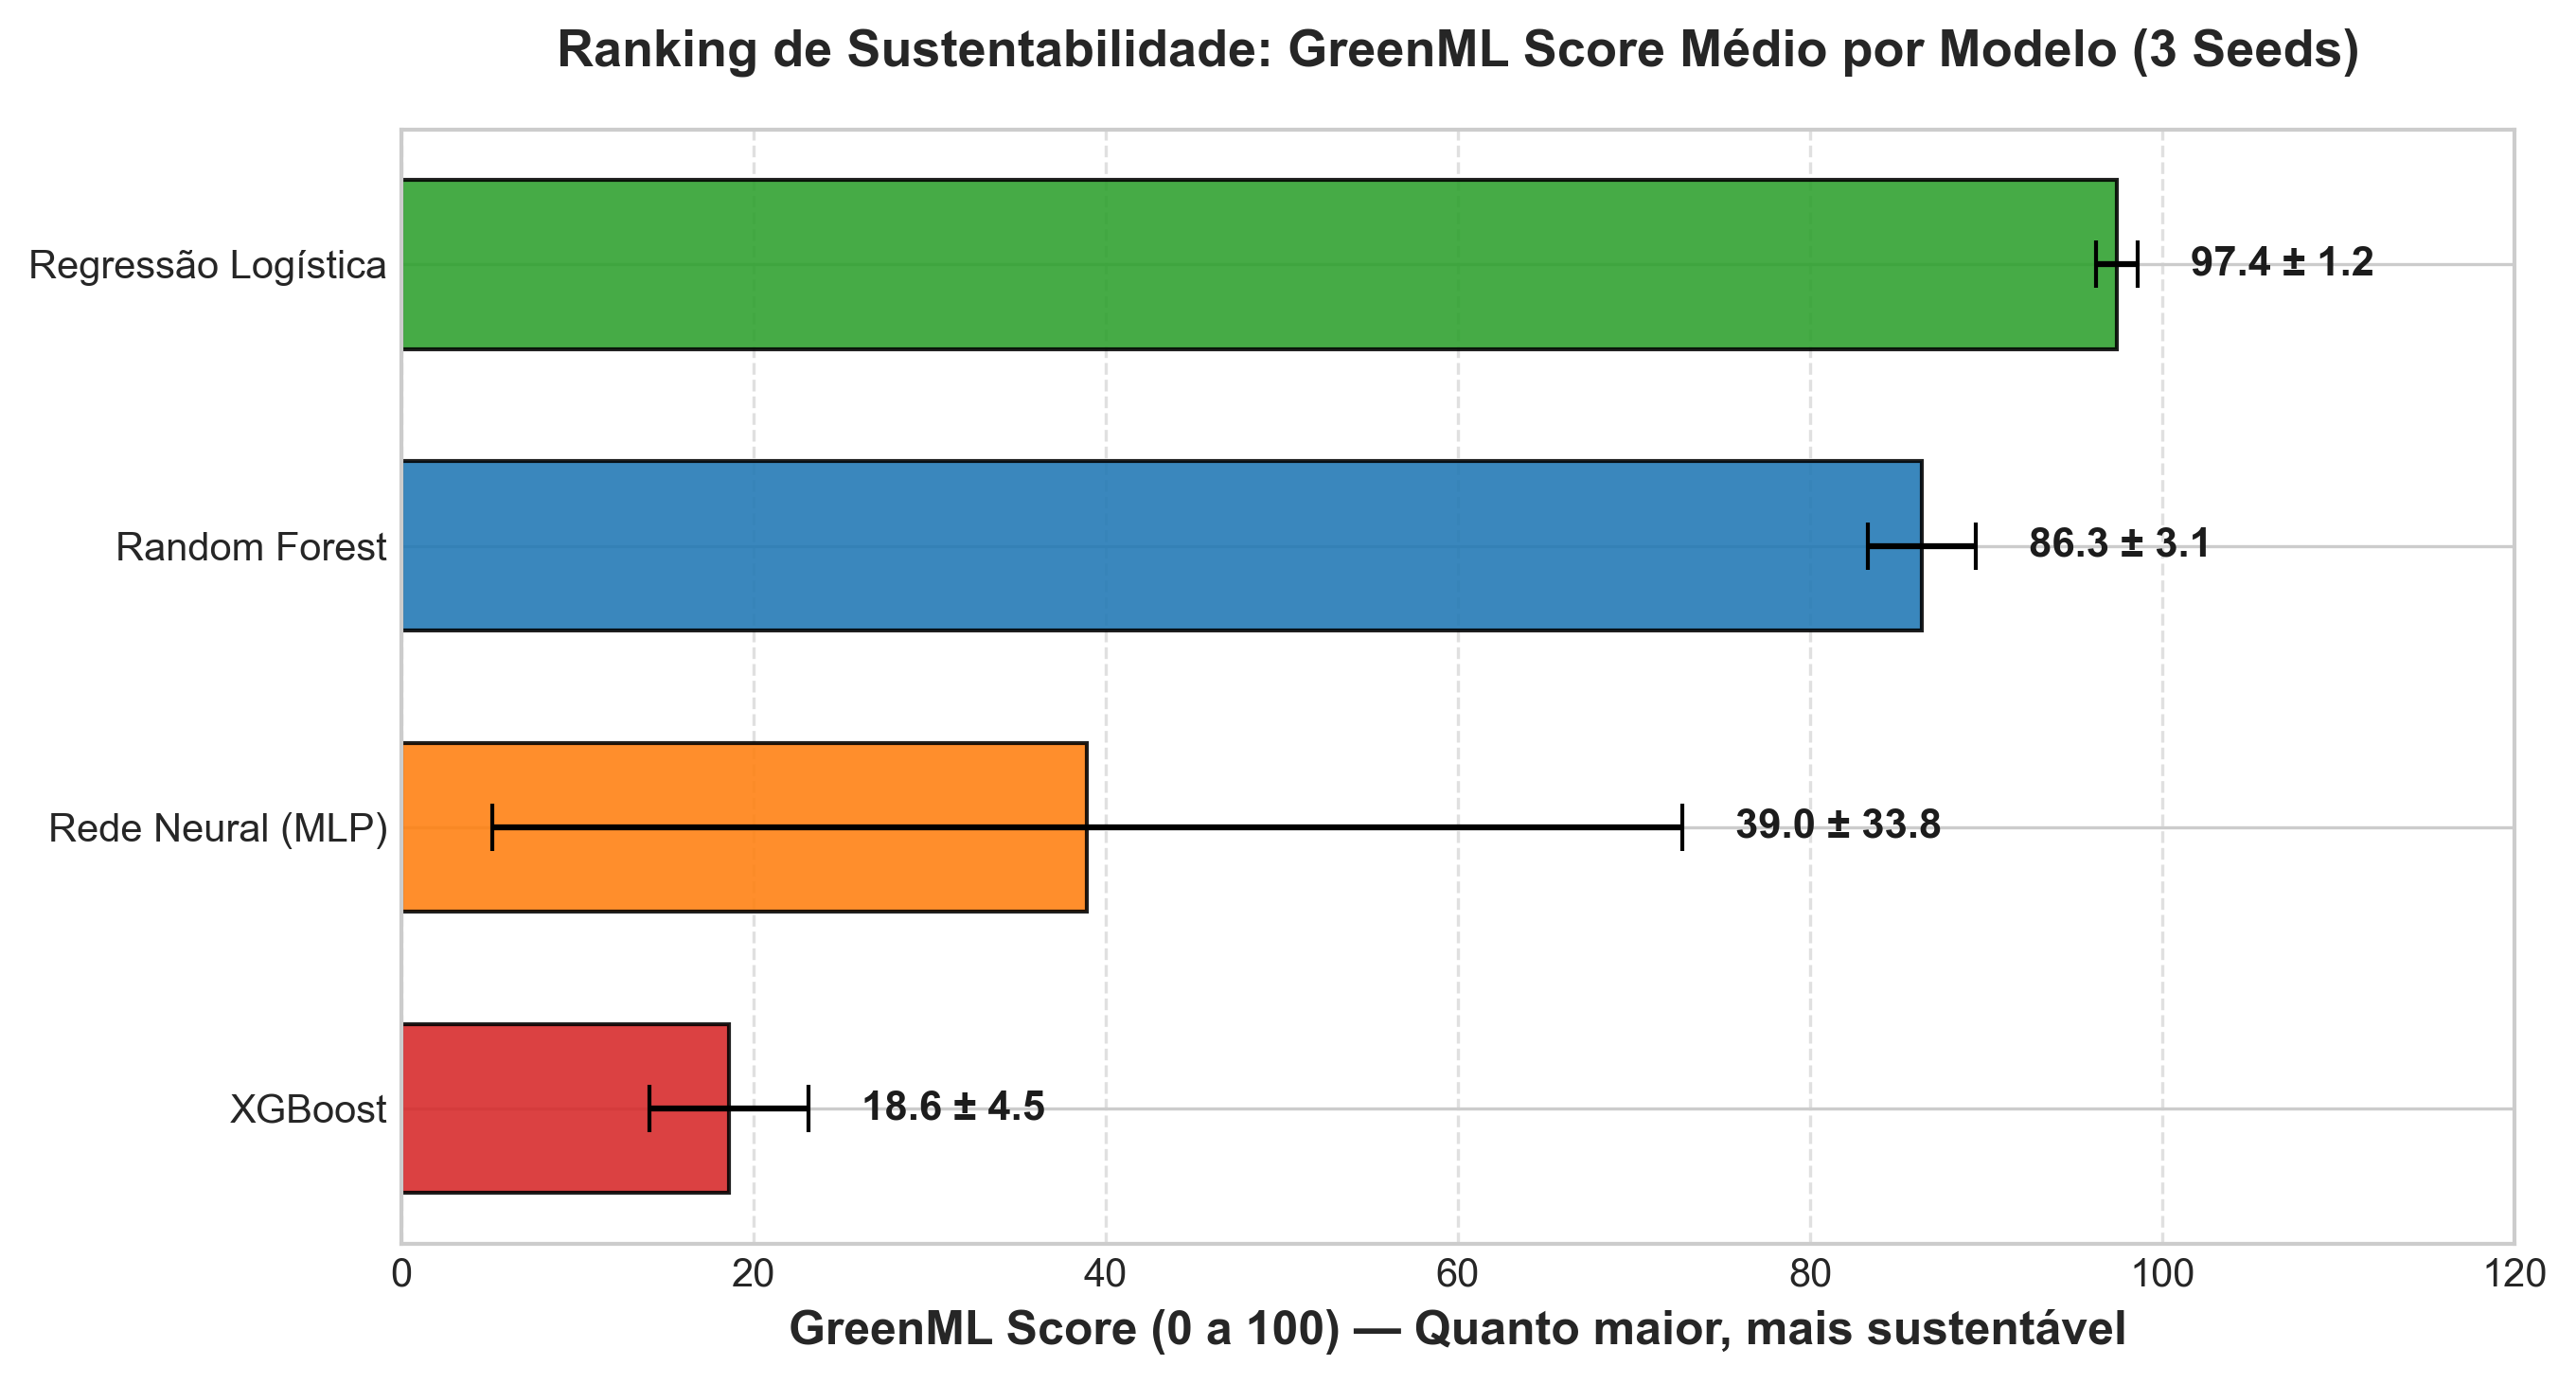 Ranking de Sustentabilidade: GreenML Score Médio por Modelo (3 Seeds)
Regressão Logística
97.4 ± 1.2
Random Forest
86.3 ± 3.1
Rede Neural (MLP)
39.0 ± 33.8
XGBoost
18.6 ± 4.5
0 20 40 60 80 100 120
GreenML Score (0 a 100) — Quanto maior, mais sustentável